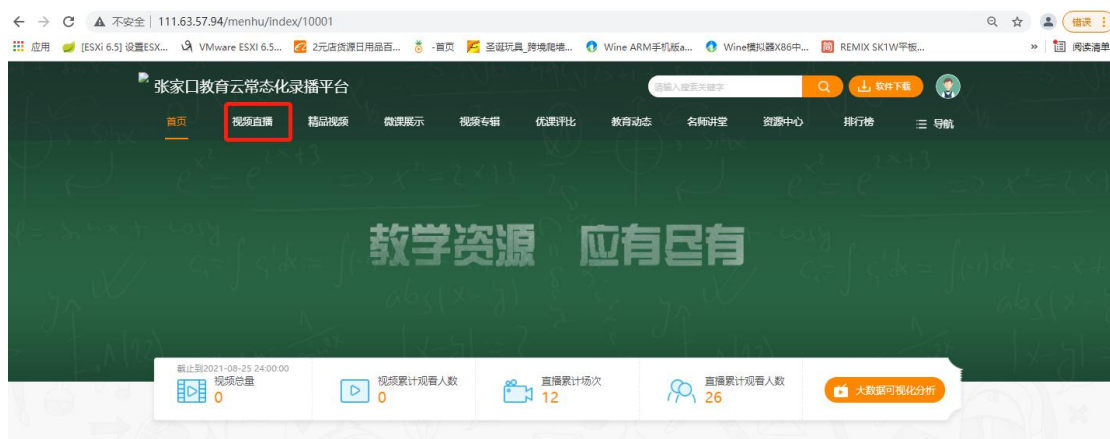 不安全 | 111.63.57.94/menhu/index/10001
错误
应用 [ESXi 6.5] 设置ESX... VMware ESXI 6.5... 2元店货源日用品百... -首页 圣诞玩具_跨境爬墙... Wine ARM手机版a... Wine模拟器X86中... REMIX SK1W平板... » 阅读清单
张家口教育云常态化录播平台
请输入搜索关键字
软件下载
首页 视频直播 精品视频 微课展示 视频专辑 优课评比 教育动态 名师讲堂 资源中心 排行榜 导航
教学资源 应有尽有
截止到2021-08-25 24:00:00
视频总量 视频累计观看人数 直播累计场次 直播累计观看人数
0 0 12 26
大数据可视化分析